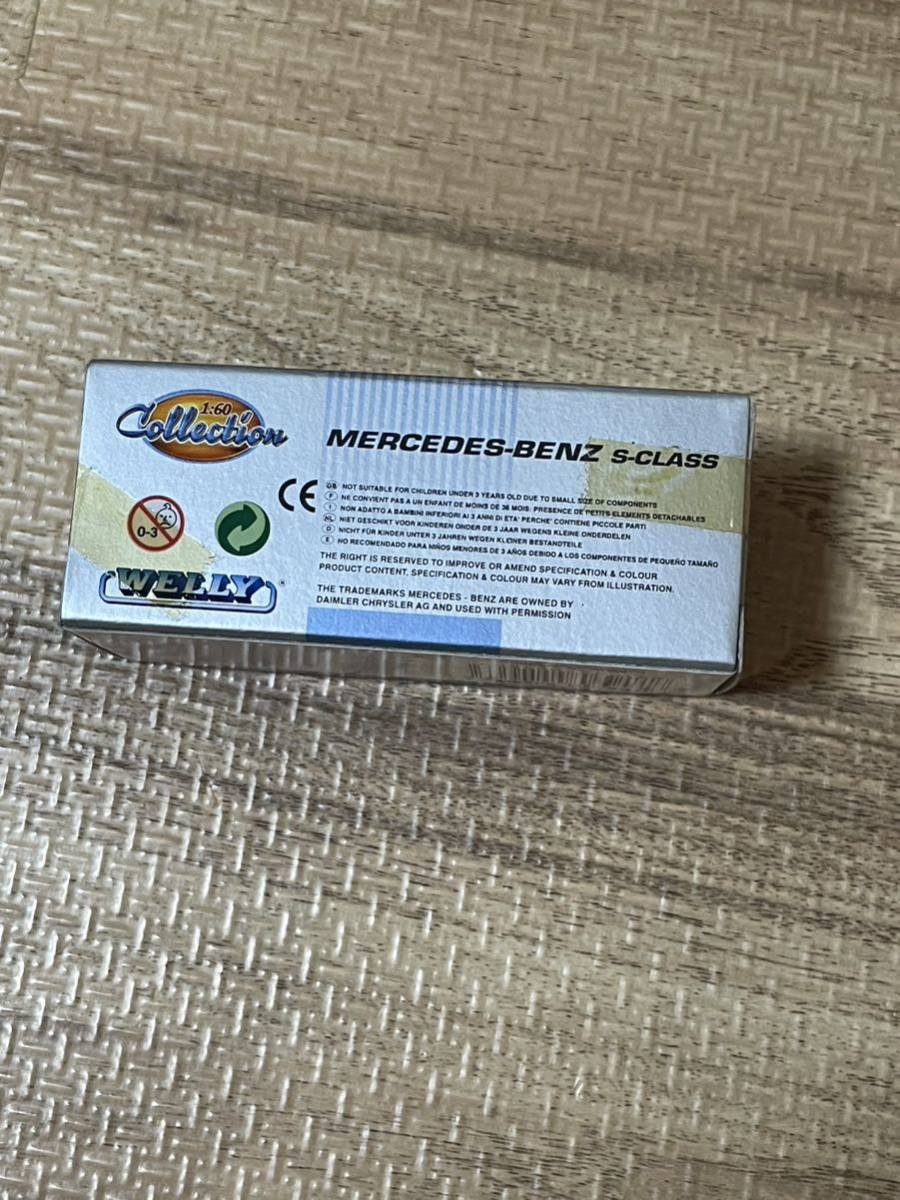 1:60
Collection
MERCEDES-BENZ S-CLASS
CE
0-3
GB NOT SUITABLE FOR CHILDREN UNDER 3 YEARS OLD DUE TO SMALL SIZE OF COMPONENTS
F NE CONVIENT PAS A UN ENFANT DE MOINS DE 36 MOIS: PRESENCE DE PETITS ELEMENTS DETACHABLES
I NON ADATTO A BAMBINI INFERIORI AI 3 ANNI DI ETA' PERCHE' CONTIENE PICCOLE PARTI
NL NIET GESCHIKT VOOR KINDEREN ONDER DE 3 JAAR WEGENS KLEINE ONDERDELEN
D NICHT FÜR KINDER UNTER 3 JAHREN WEGEN KLEINER BESTANDTEILE
E NO RECOMENDADO PARA NIÑOS MENORES DE 3 AÑOS DEBIDO A LOS COMPONENTES DE PEQUEÑO TAMAÑO
WELLY
THE RIGHT IS RESERVED TO IMPROVE OR AMEND SPECIFICATION & COLOUR
PRODUCT CONTENT. SPECIFICATION & COLOUR MAY VARY FROM ILLUSTRATION.
THE TRADEMARKS MERCEDES - BENZ ARE OWNED BY
DAIMLER CHRYSLER AG AND USED WITH PERMISSION